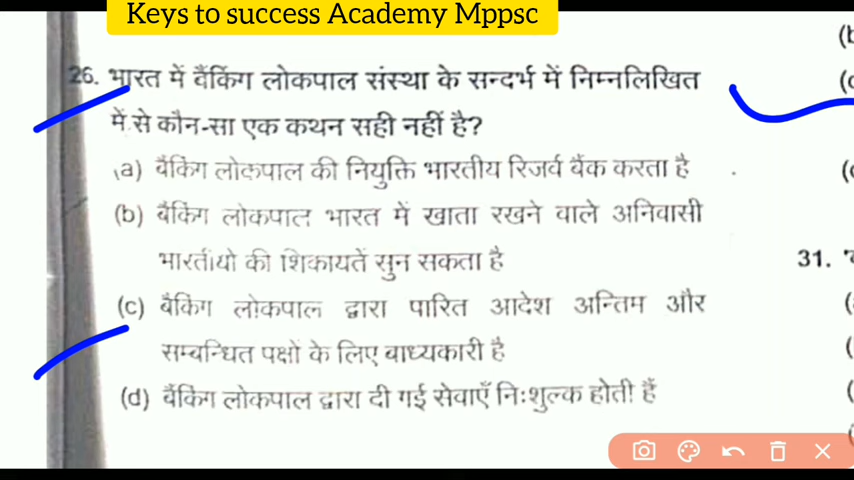 Keys to success Academy Mppsc
26. भारत में बैंकिंग लोकपाल संस्था के सन्दर्भ में निम्नलिखित
में से कौन-सा एक कथन सही नहीं है?
(a) बैंकिंग लोकपाल की नियुक्ति भारतीय रिजर्व बैंक करता है
(b) बैंकिंग लोकपाल भारत में खाता रखने वाले अनिवासी
भारतीयो की शिकायतें सुन सकता है
(c) बैंकिंग लोकपाल द्वारा पारित आदेश अन्तिम और
सम्बन्धित पक्षों के लिए बाध्यकारी है
(d) बैंकिंग लोकपाल द्वारा दी गई सेवाएँ निःशुल्क होती हैं
31.